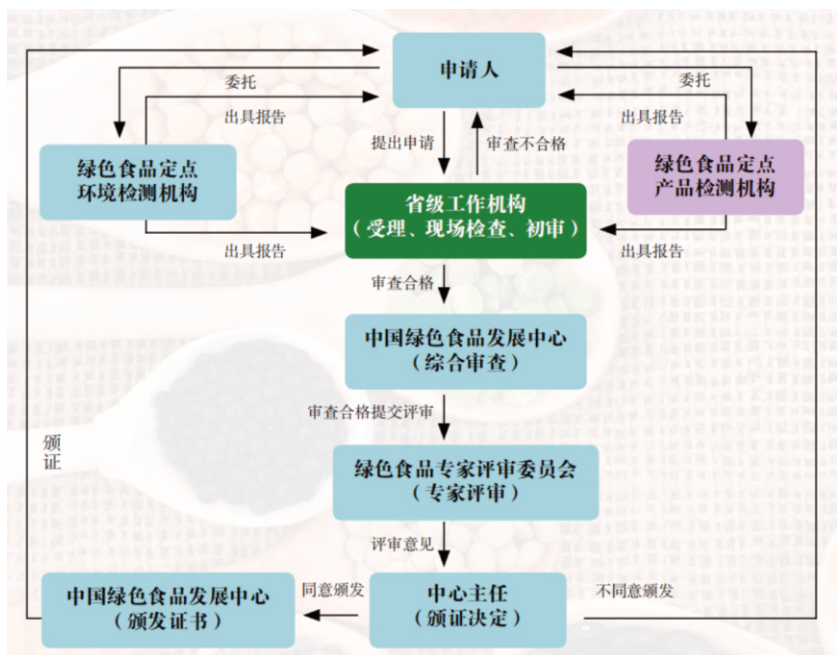 申请人
委托
委托
出具报告
出具报告
提出申请
审查不合格
绿色食品定点
环境检测机构
绿色食品定点
产品检测机构
省级工作机构
（受理、现场检查、初审）
出具报告
出具报告
审查合格
中国绿色食品发展中心
（综合审查）
审查合格提交评审
颁证
绿色食品专家评审委员会
（专家评审）
评审意见
中国绿色食品发展中心
（颁发证书）
同意颁发
中心主任
（颁证决定）
不同意颁发